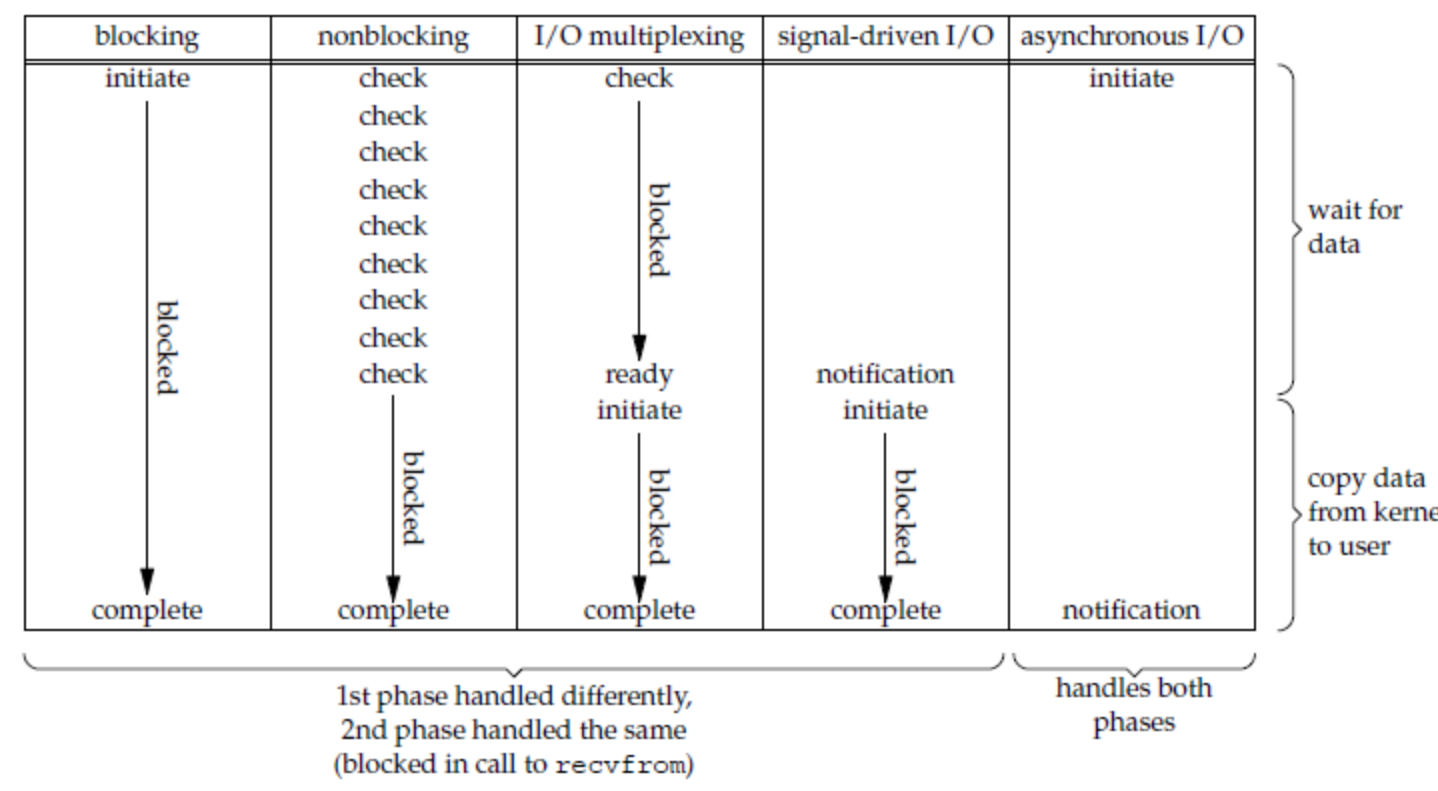 blocking nonblocking I/O multiplexing signal-driven I/O asynchronous I/O
initiate check check initiate
check
check
check
check
check
check
check
check ready notification
initiate initiate
blocked
blocked
blocked
blocked
blocked
complete complete complete complete notification
wait for
data
copy data
from kerne
to user
1st phase handled differently,
2nd phase handled the same
(blocked in call to recvfrom)
handles both
phases